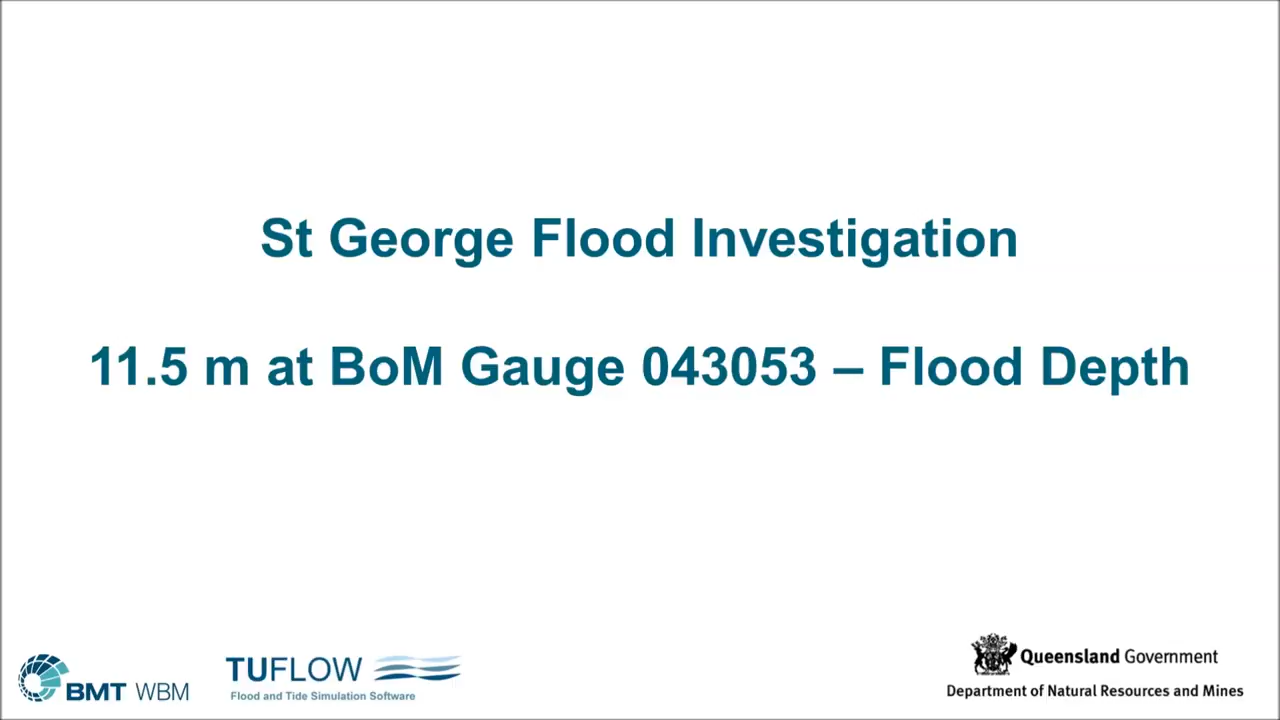 St George Flood Investigation
11.5 m at BoM Gauge 043053 – Flood Depth
BMT WBM
TUFLOW
Flood and Tide Simulation Software
Queensland Government
Department of Natural Resources and Mines